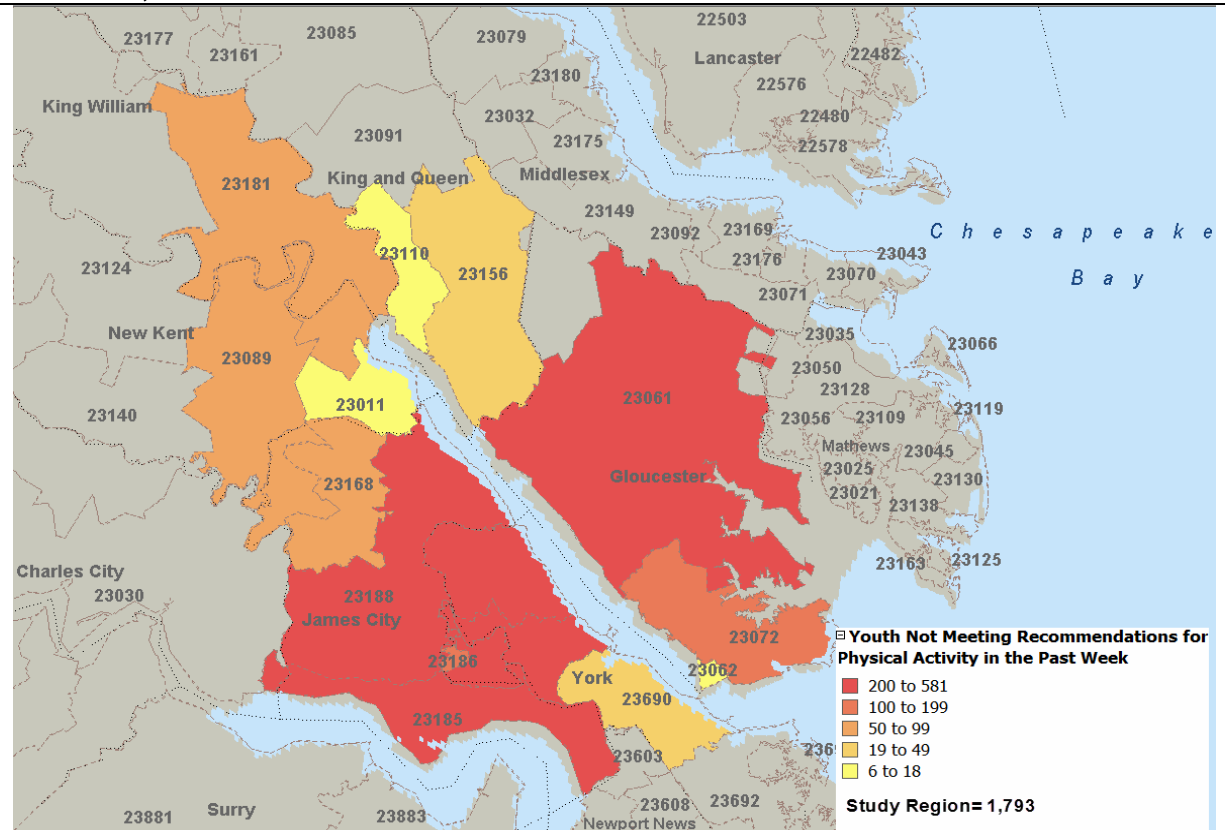 22503
23177
23085
23079
23161
Lancaster
22482
23180
22576
King William
23032
22480
23091
23175
22578
23181
King and Queen
Middlesex
23149
23092
23169
Chesapeake
23110
23176
23043
23124
23156
23070
Bay
23071
New Kent
23035
23066
23089
23050
23128
23011
23061
23140
23056
23109
23119
Mathews
23045
23025
23168
Gloucester
23130
23021
23138
Charles City
23163
23125
23030
23188
James City
23072
23186
23062
York
23690
23185
23603
Surry
23608
23692
23881
23883
Newport News
Youth Not Meeting Recommendations for
Physical Activity in the Past Week
200 to 581
100 to 199
50 to 99
19 to 49
6 to 18
Study Region= 1,793